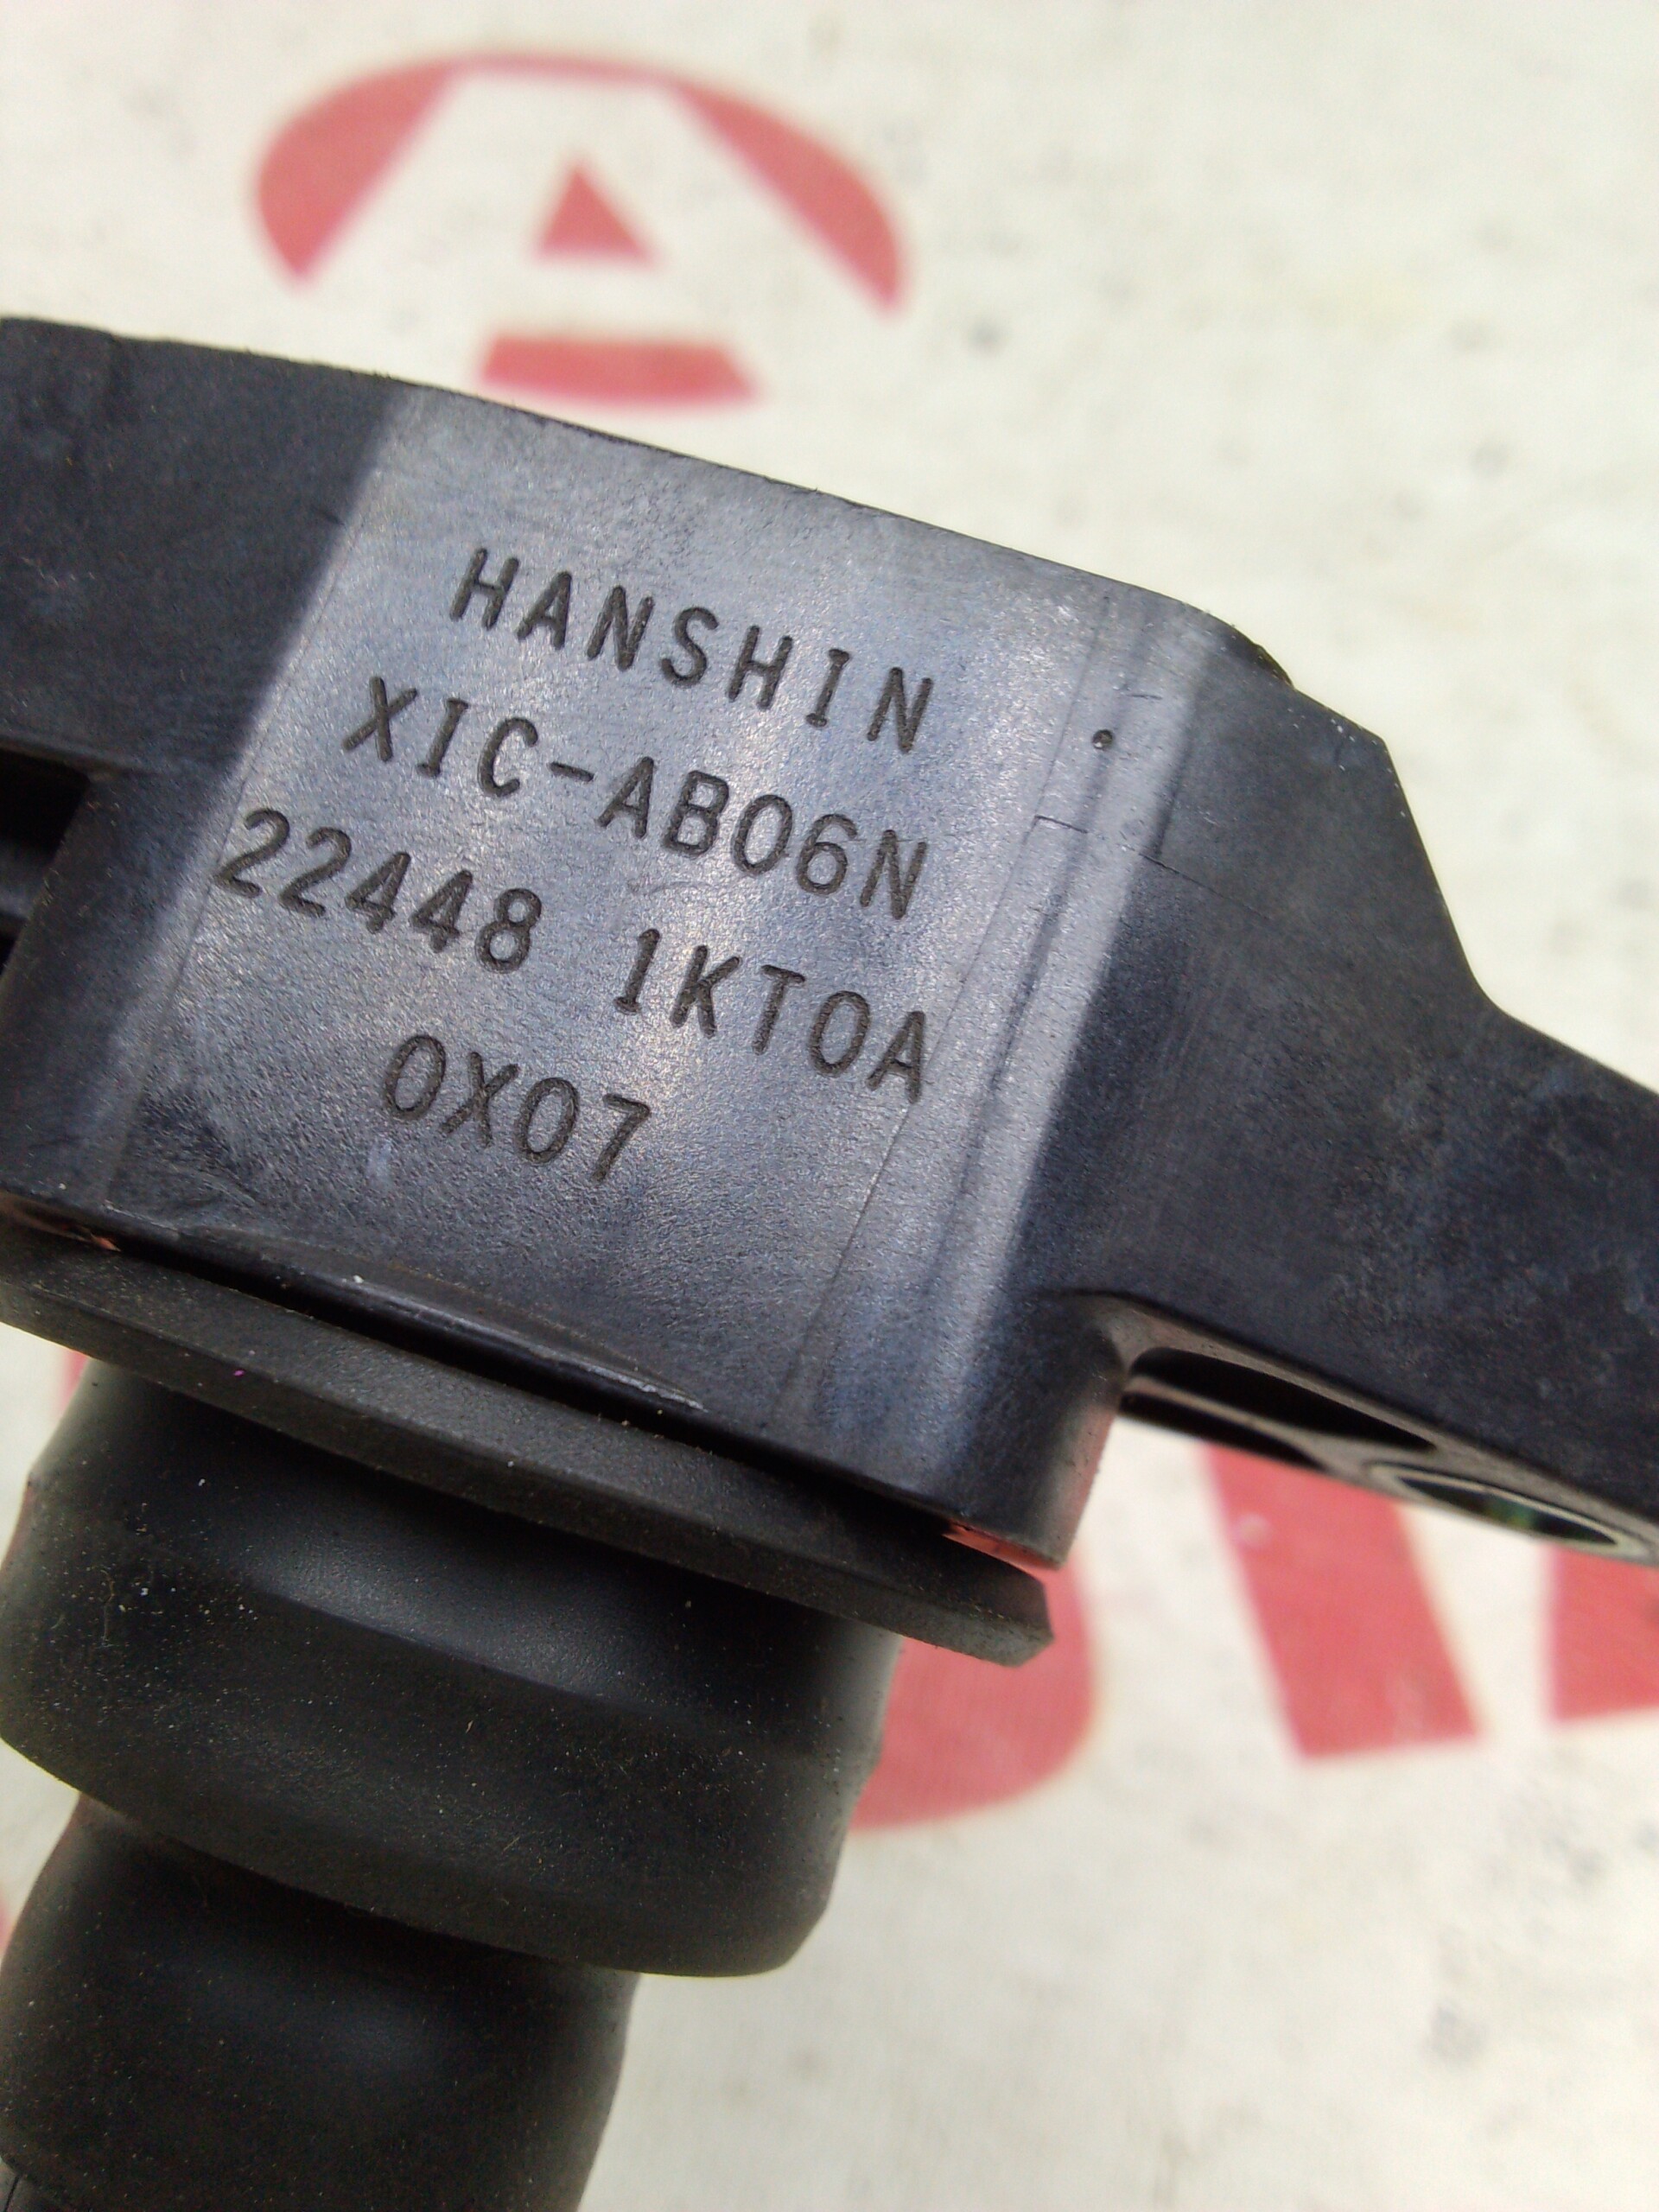 HANSHIN
XIC-AB06N
22448 1KT0A
0X07